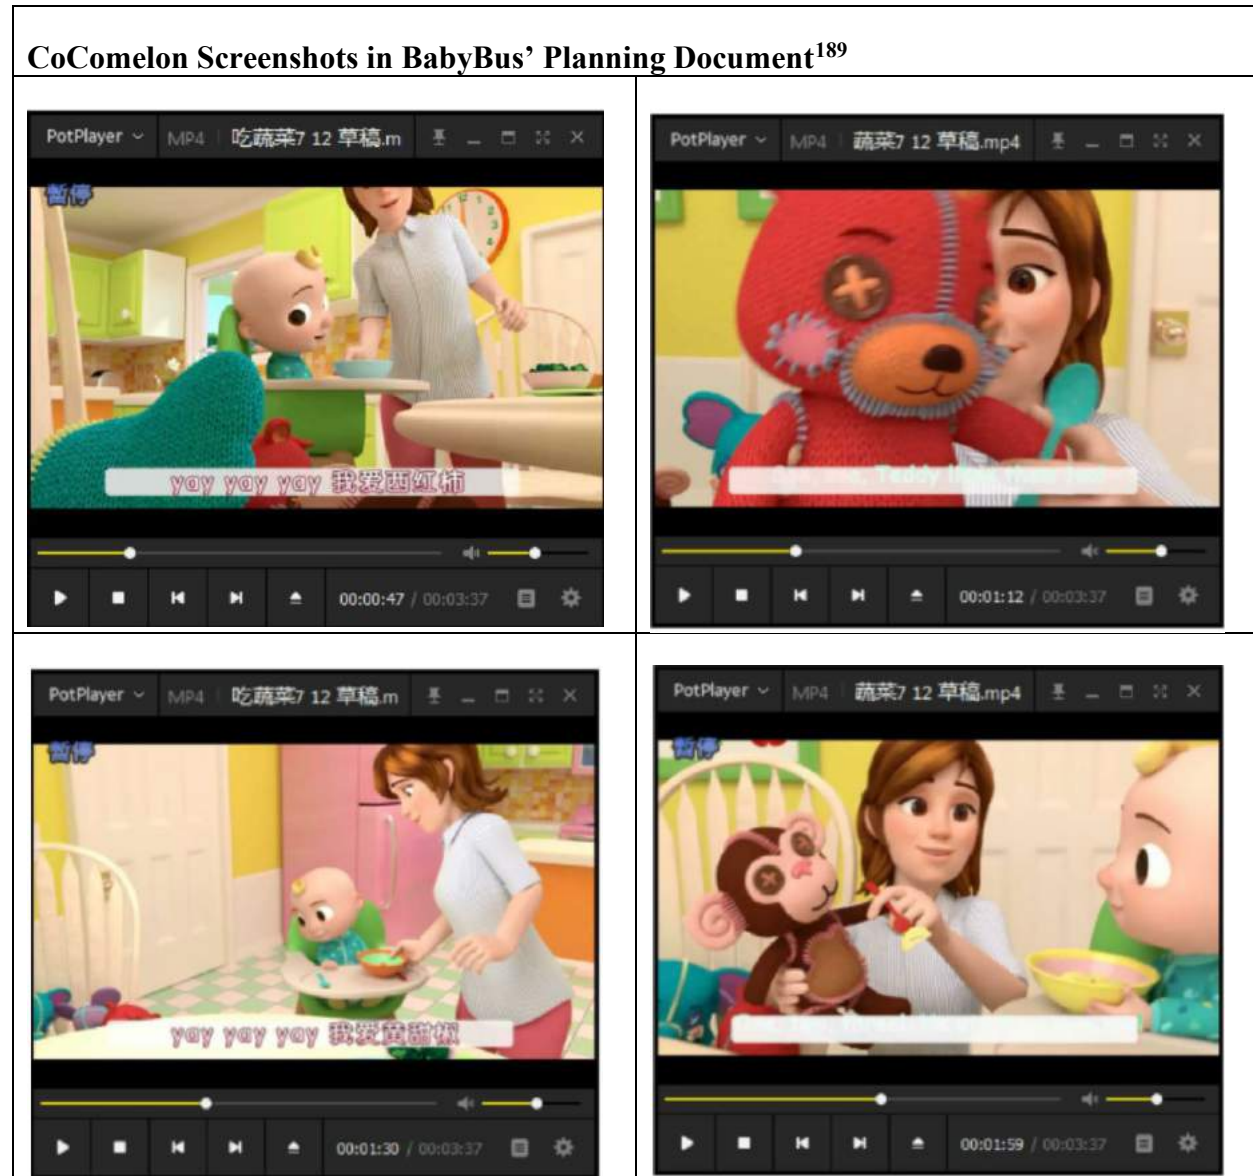 CoComelon Screenshots in BabyBus’ Planning Document189
PotPlayer MP4 吃蔬菜7 12 草稿.m
暂停
yay yay yay 我爱西红柿
00:00:47 / 00:03:37
PotPlayer MP4 蔬菜7 12 草稿.mp4
Teddy
00:01:12 / 00:03:37
PotPlayer MP4 吃蔬菜7 12 草稿.m
暂停
yay yay yay 我爱黄甜椒
00:01:30 / 00:03:37
PotPlayer MP4 蔬菜7 12 草稿.mp4
暂停
00:01:59 / 00:03:37